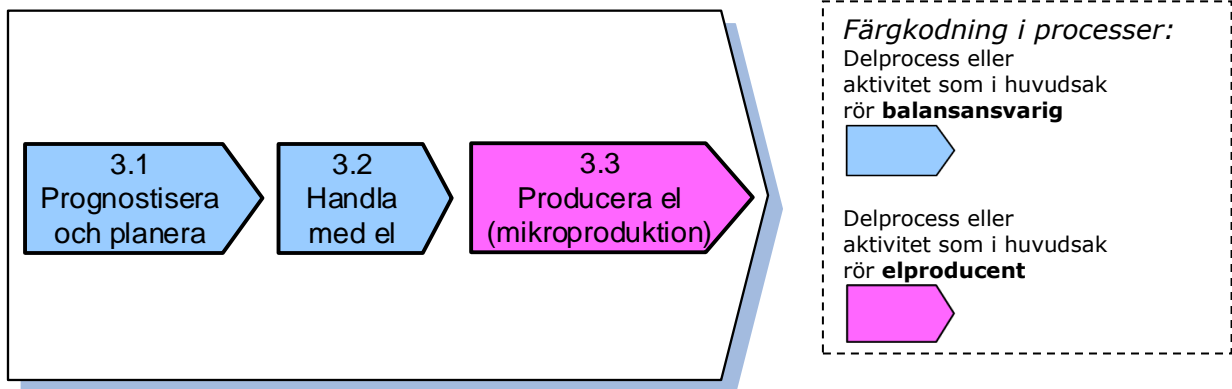 3.1
Prognostisera
och planera
3.2
Handla
med el
3.3
Producera el
(mikroproduktion)
Färgkodning i processer:
Delprocess eller
aktivitet som i huvudsak
rör balansansvarig
Delprocess eller
aktivitet som i huvudsak
rör elproducent